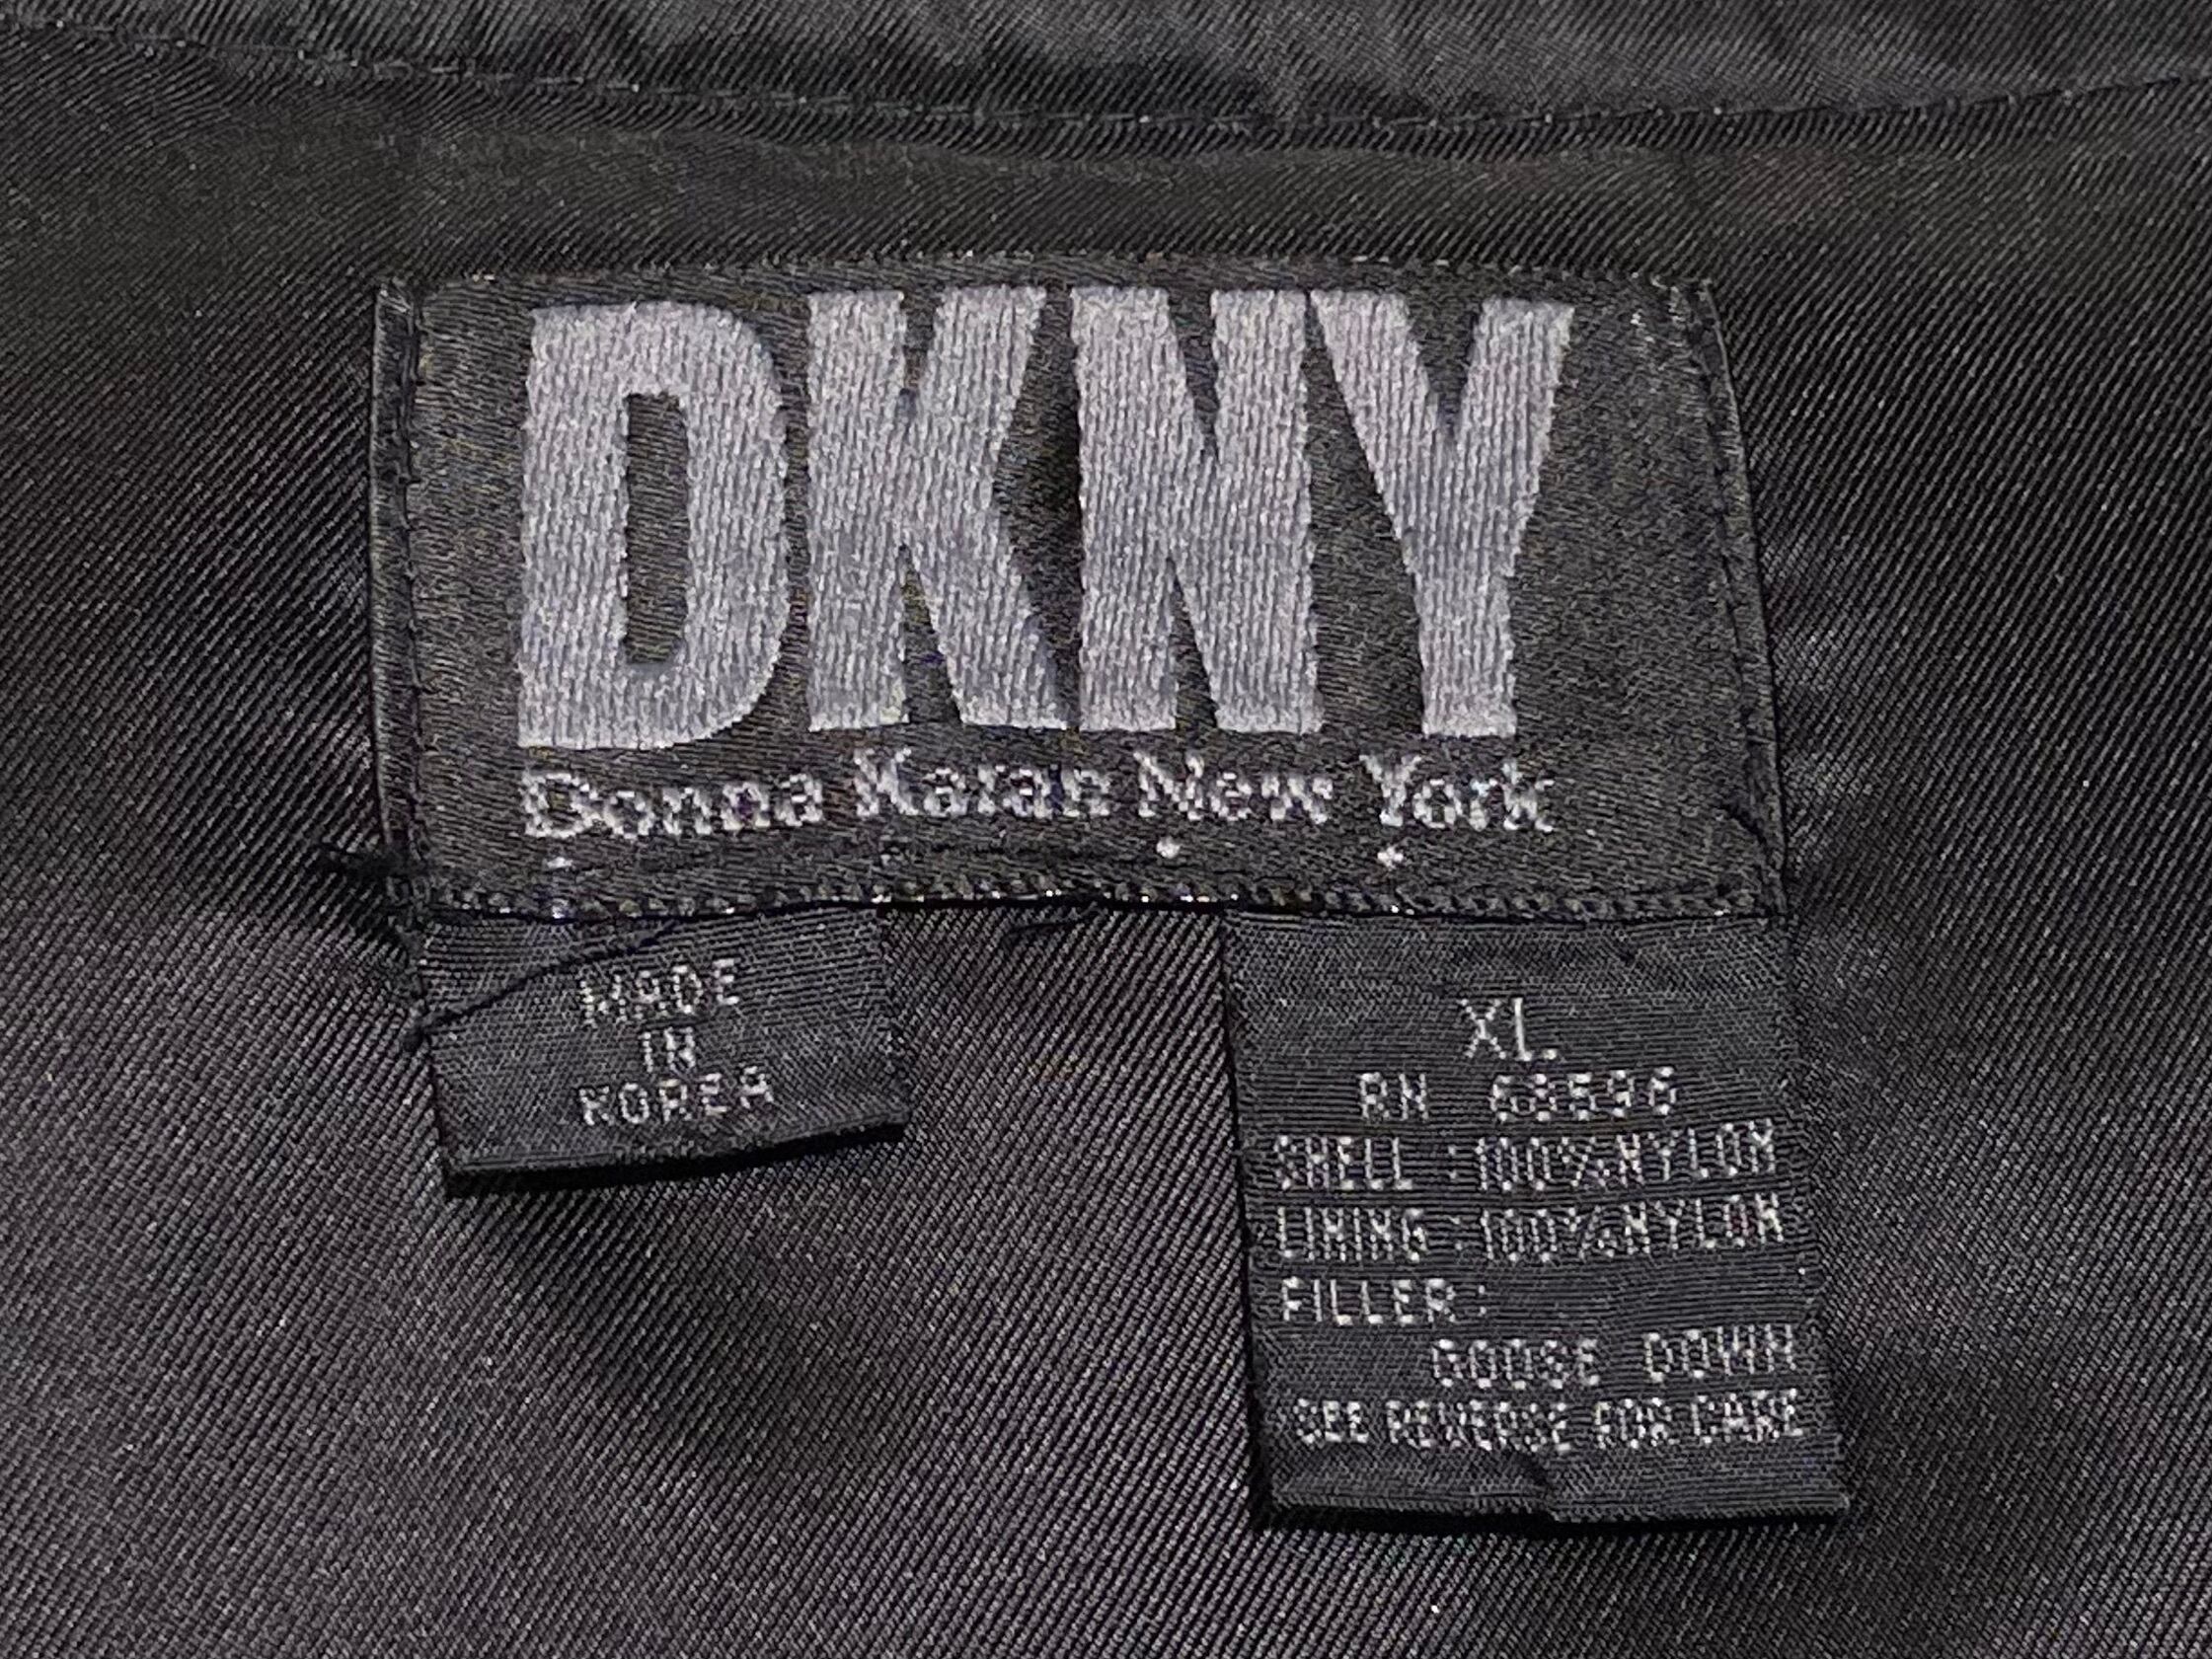 DKNY
Donna Karan New York
MADE
IN
KOREA
XL
RN 63596
SHELL :100%NYLON
LINING :100%NYLON
FILLER:
GOOSE DOWN
SEE REVERSE FOR CARE